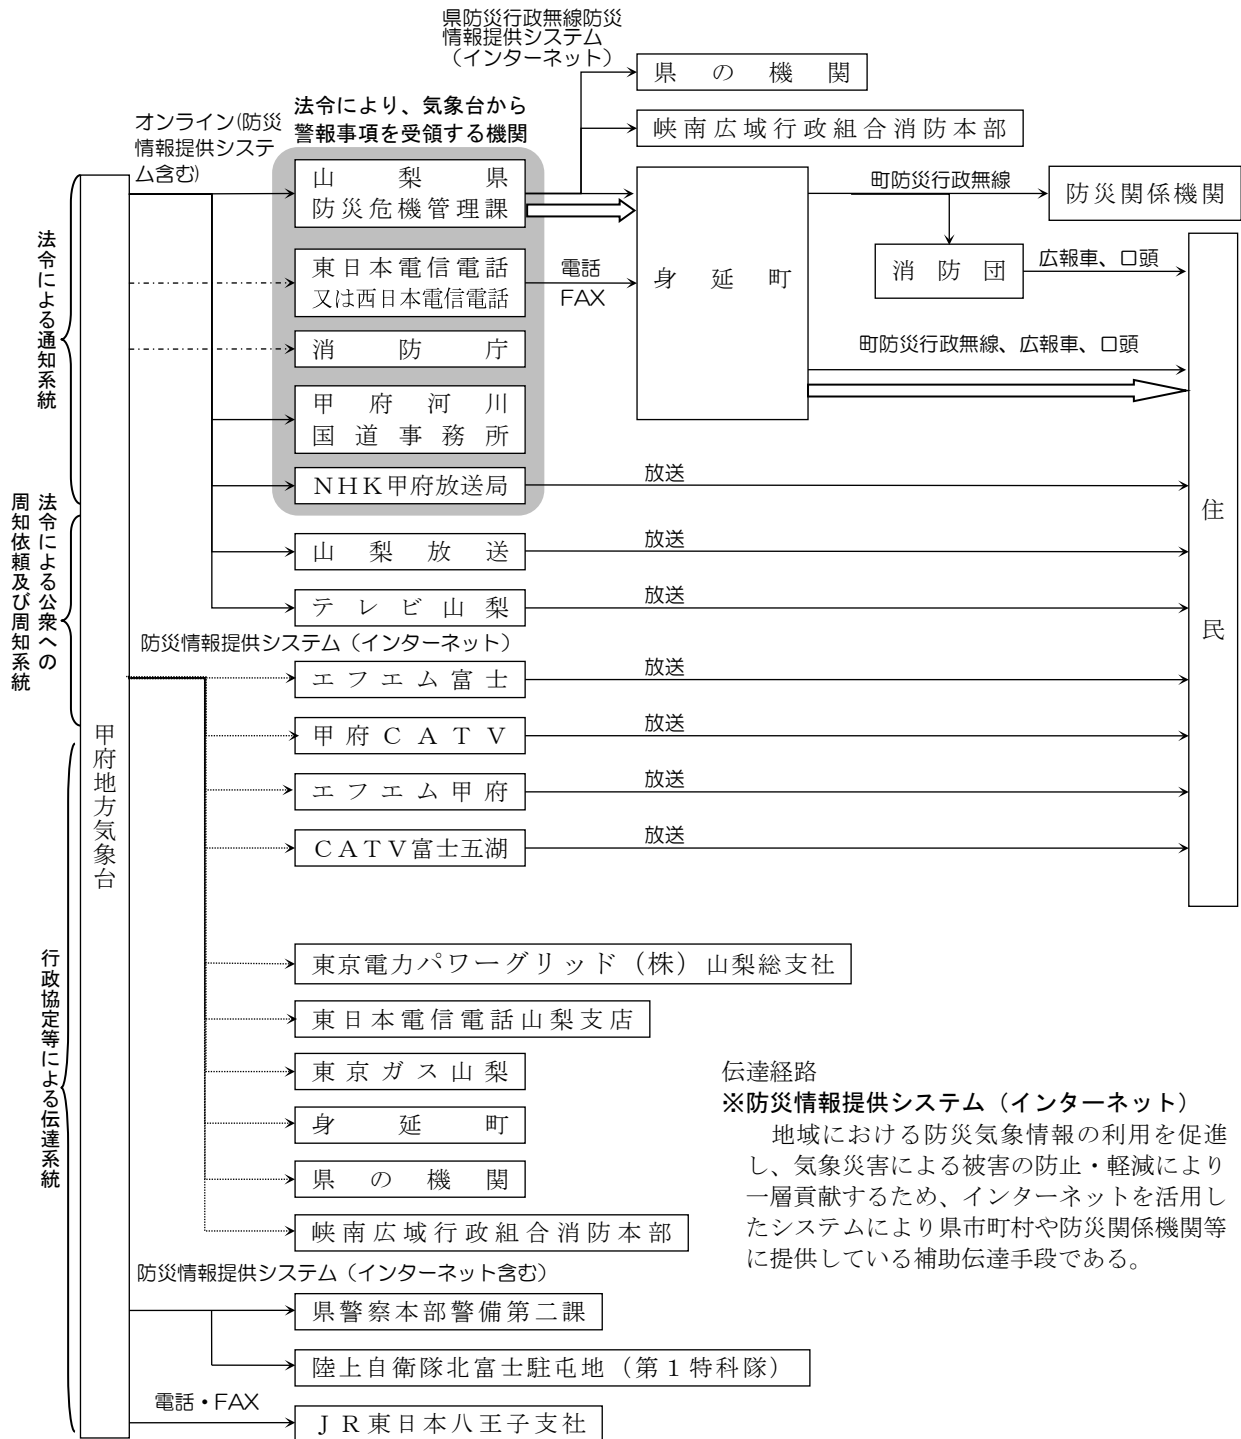 県防災行政無線防災
情報提供システム
（インターネット）
県の機関
オンライン(防災
情報提供システ
ム含む)
法令により、気象台から
警報事項を受領する機関
峡南広域行政組合消防本部
山梨県
防災危機管理課
町防災行政無線
防災関係機関
東日本電信電話
又は西日本電信電話
電話
FAX
身延町
消防団
広報車、口頭
消防庁
町防災行政無線、広報車、口頭
甲府河川
国道事務所
NHK甲府放送局
放送
山梨放送
放送
テレビ山梨
放送
防災情報提供システム（インターネット）
エフエム富士
放送
甲府CATV
放送
エフエム甲府
放送
CATV富士五湖
放送
住民
法令による通知系統
法令による公衆への
周知依頼及び周知系統
甲府地方気象台
行政協定等による伝達系統
東京電力パワーグリッド（株）山梨総支社
東日本電信電話山梨支店
東京ガス山梨
身延町
県の機関
峡南広域行政組合消防本部
防災情報提供システム（インターネット含む）
県警察本部警備第二課
陸上自衛隊北富士駐屯地（第１特科隊）
電話・FAX
ＪＲ東日本八王子支社
伝達経路
※防災情報提供システム（インターネット）
地域における防災気象情報の利用を促進
し、気象災害による被害の防止・軽減により
一層貢献するため、インターネットを活用し
たシステムにより県市町村や防災関係機関等
に提供している補助伝達手段である。